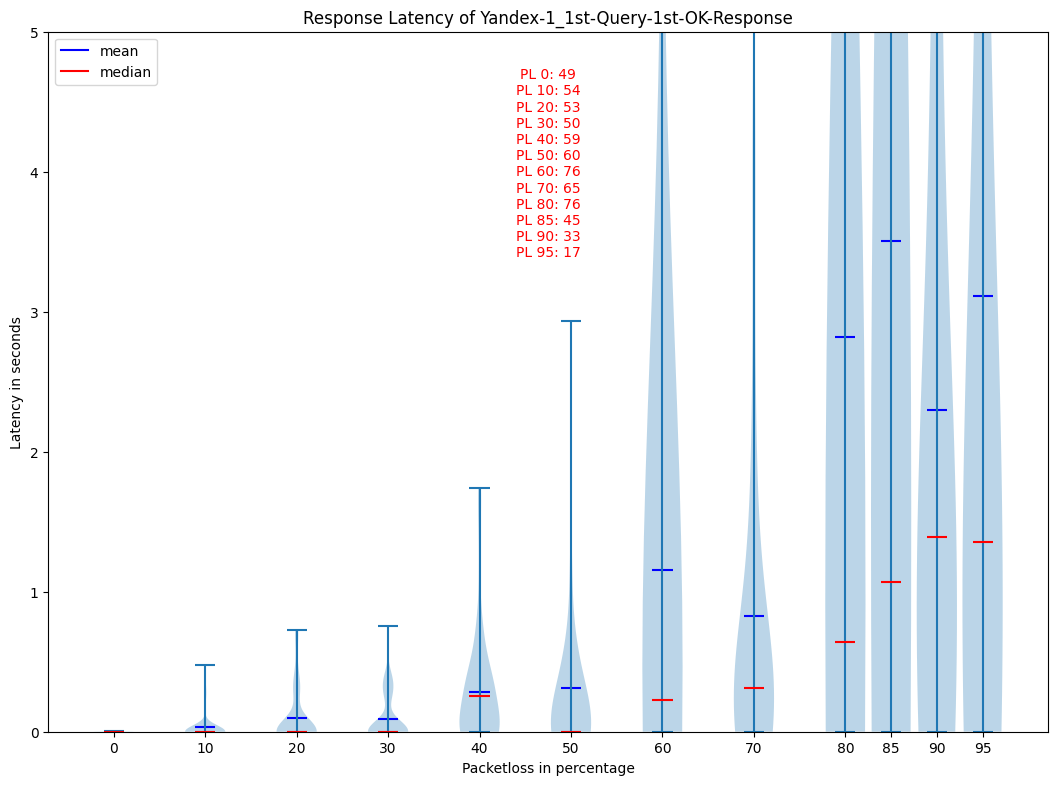 Response Latency of Yandex-1_1st-Query-1st-OK-Response
mean
median
PL 0: 49
PL 10: 54
PL 20: 53
PL 30: 50
PL 40: 59
PL 50: 60
PL 60: 76
PL 70: 65
PL 80: 76
PL 85: 45
PL 90: 33
PL 95: 17
Latency in seconds
5
4
3
2
1
0
0 10 20 30 40 50 60 70 80 85 90 95
Packetloss in percentage